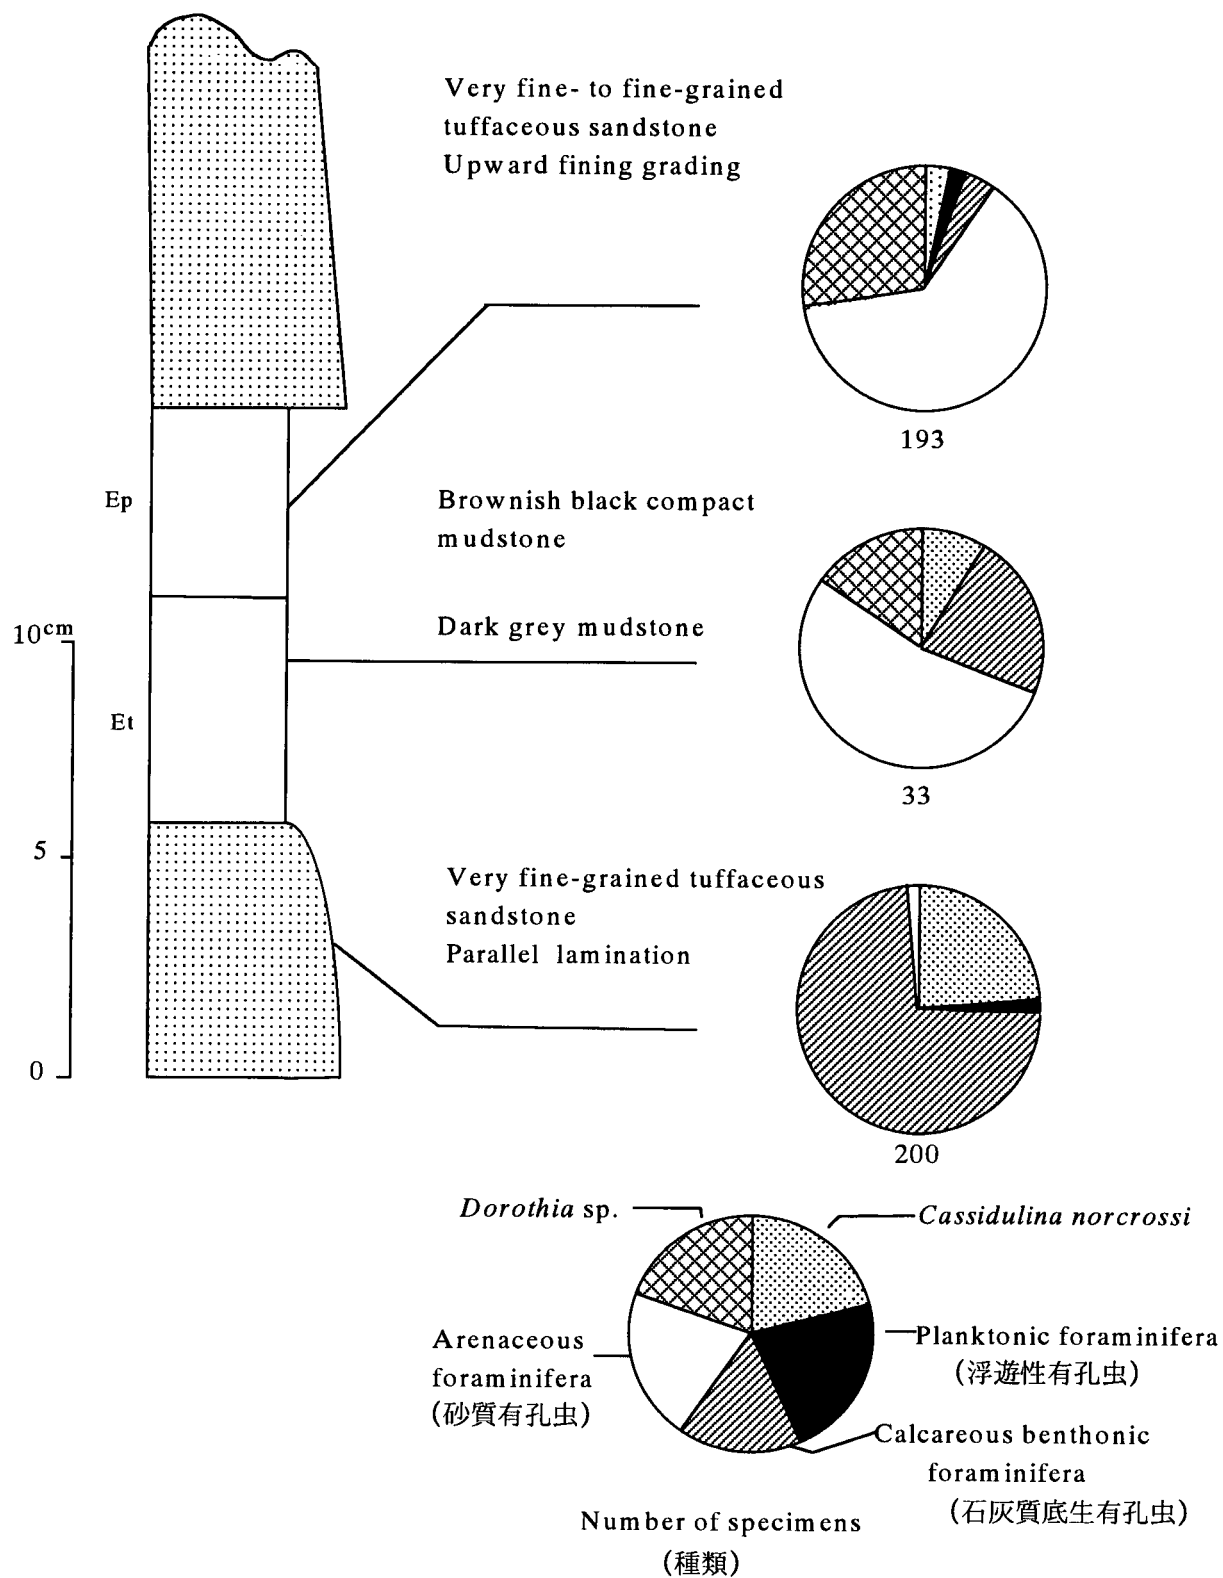 Very fine- to fine-grained
tuffaceous sandstone
Upward fining grading
193
Ep
Brownish black compact
mudstone
10cm
Dark grey mudstone
Et
33
5
Very fine-grained tuffaceous
sandstone
Parallel lamination
0
200
Dorothia sp.
Cassidulina norcrossi
Arenaceous
foraminifera
(砂質有孔虫)
Planktonic foraminifera
(浮遊性有孔虫)
Calcareous benthonic
foraminifera
(石灰質底生有孔虫)
Number of specimens
(種類)